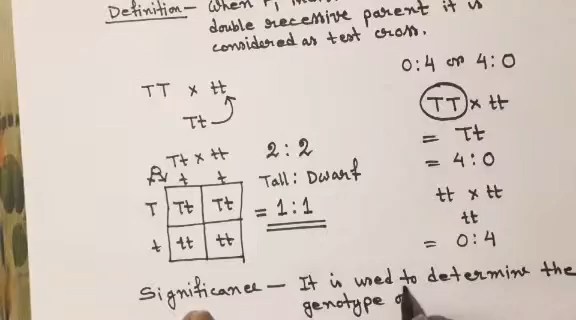 Definition - When F1
double recessive parent it is
considered as test cross.
TT x tt
Tt
Tt x tt
t t
T Tt Tt
t tt tt
2 : 2
Tall : Dwarf
= 1 : 1
0:4 or 4:0
TT x tt
= Tt
= 4:0
tt x tt
tt
= 0:4
Significance - It is used to determine the
genotype